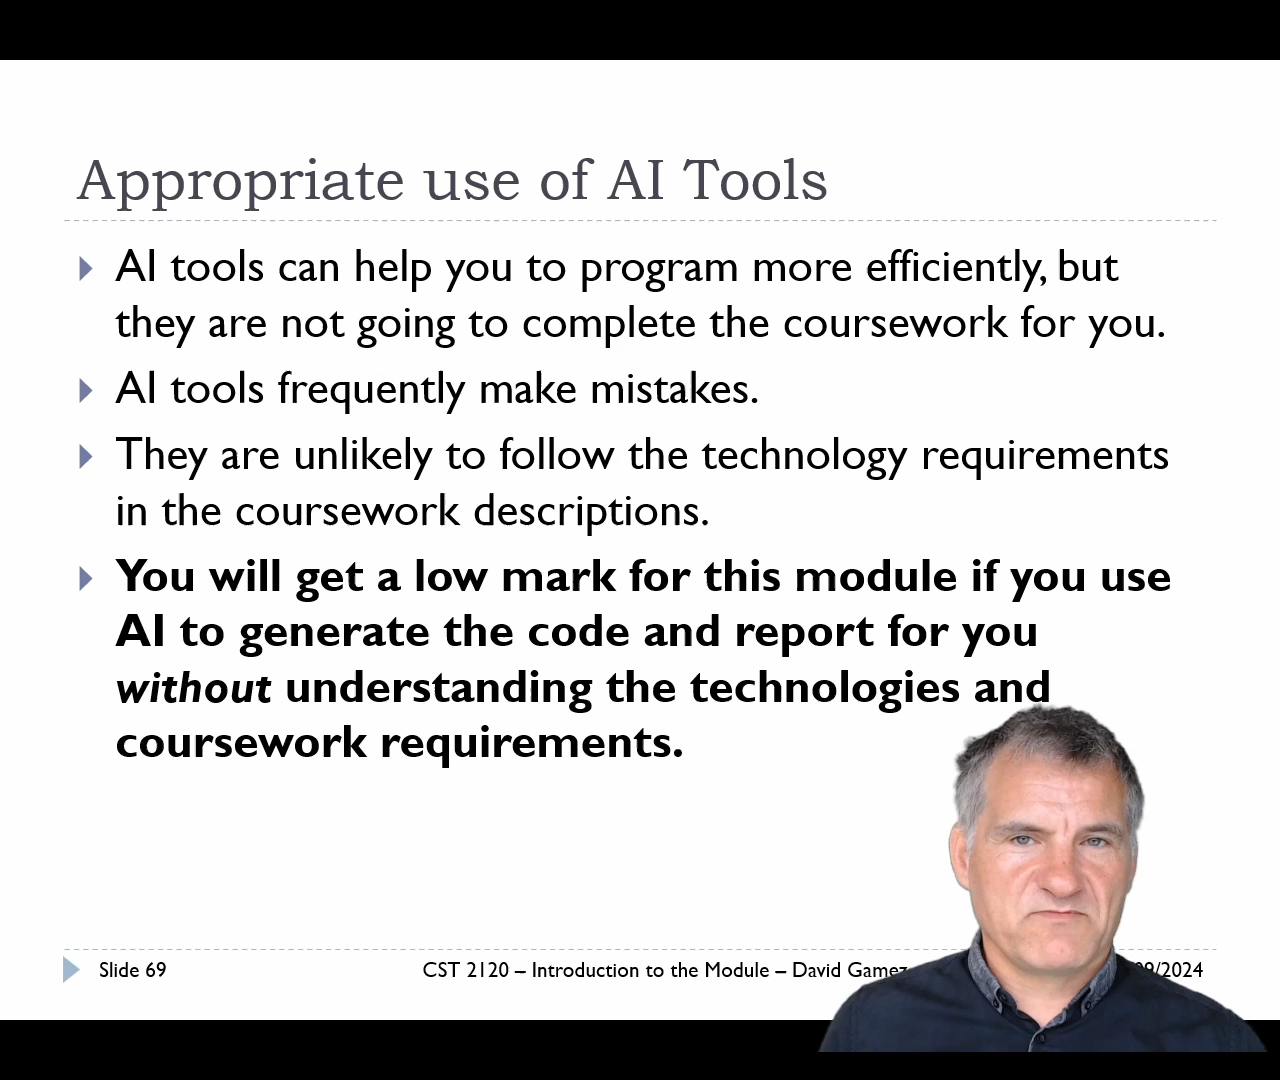 Appropriate use of AI Tools
AI tools can help you to program more efficiently, but
they are not going to complete the coursework for you.
AI tools frequently make mistakes.
They are unlikely to follow the technology requirements
in the coursework descriptions.
You will get a low mark for this module if you use
AI to generate the code and report for you
without understanding the technologies and
coursework requirements.
Slide 69
CST 2120 – Introduction to the Module – David Gamez
09/2024